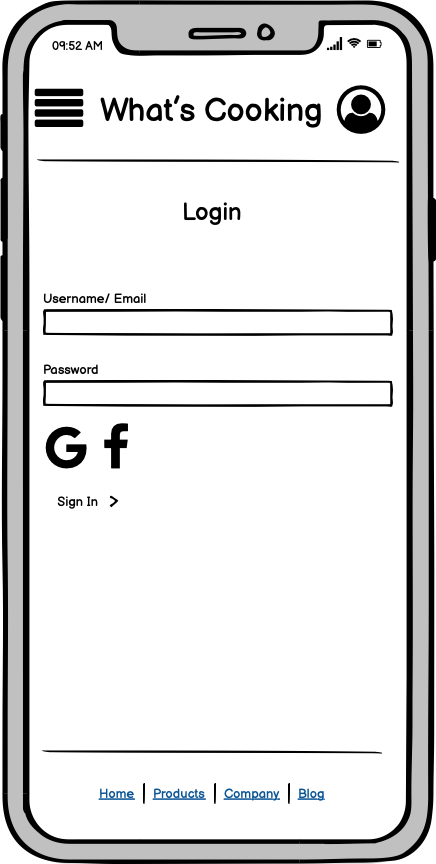 09:52 AM
What's Cooking
Login
Username/ Email
Password
G f
Sign In >
Home | Products | Company | Blog